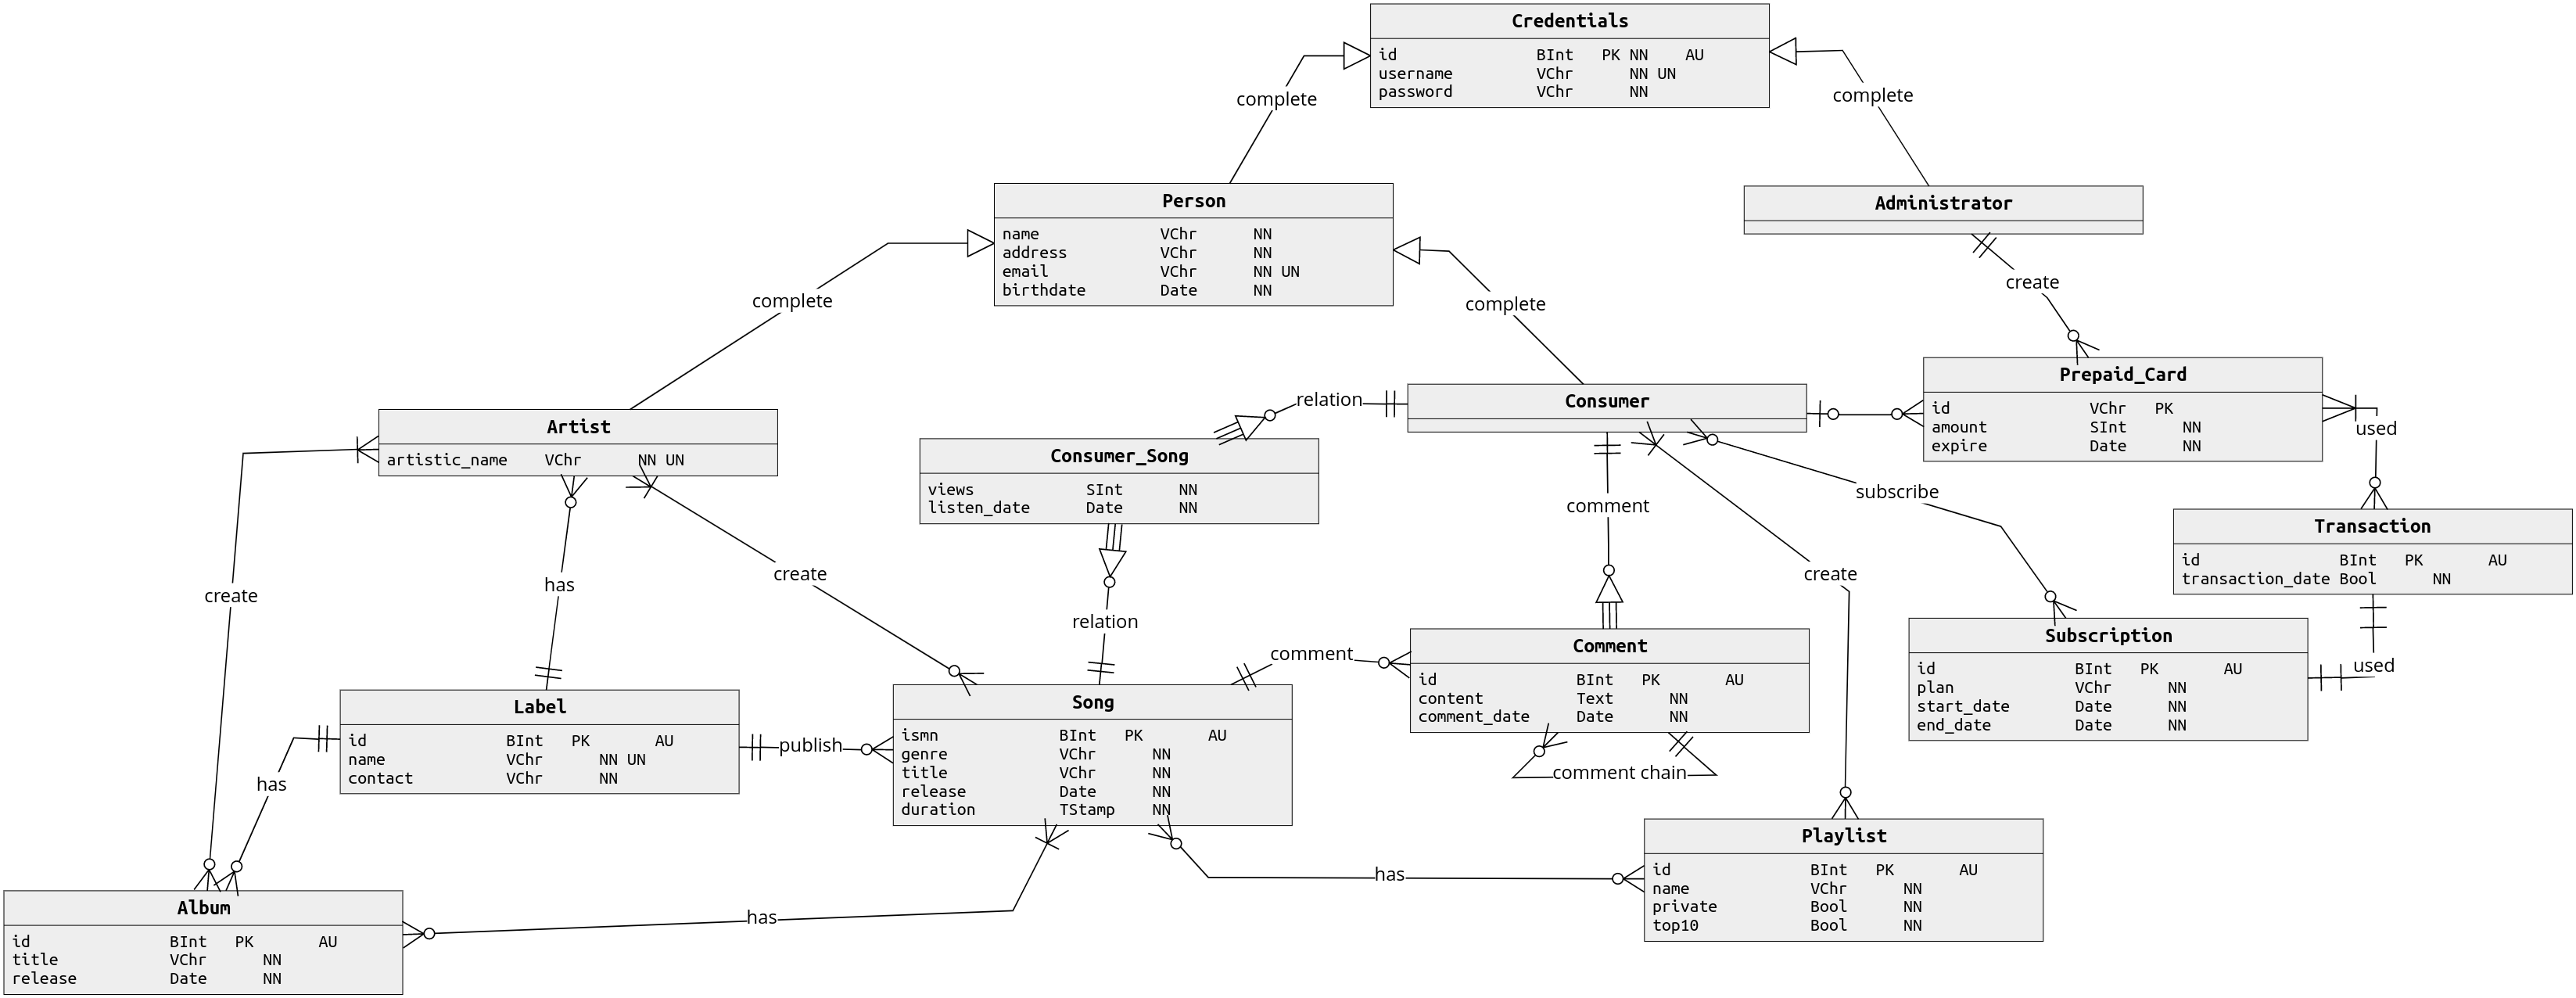 Credentials
id BInt PK NN AU
username VChr NN UN
password VChr NN
complete
complete
Person
name VChr NN
address VChr NN
email VChr NN UN
birthdate Date NN
Administrator
complete
complete
create
Artist
artistic_name VChr NN UN
relation
Consumer
Prepaid_Card
id VChr PK
amount SInt NN
expire Date NN
used
Consumer_Song
views SInt NN
listen_date Date NN
comment
subscribe
Transaction
id BInt PK AU
transaction_date Bool NN
create
has
create
create
relation
comment
used
Comment
id BInt PK AU
content Text NN
comment_date Date NN
comment chain
Subscription
id BInt PK AU
plan VChr NN
start_date Date NN
end_date Date NN
Label
id BInt PK AU
name VChr NN UN
contact VChr NN
publish
Song
ismn BInt PK AU
genre VChr NN
title VChr NN
release Date NN
duration TStamp NN
has
has
has
Playlist
id BInt PK AU
name VChr NN
private Bool NN
top10 Bool NN
Album
id BInt PK AU
title VChr NN
release Date NN